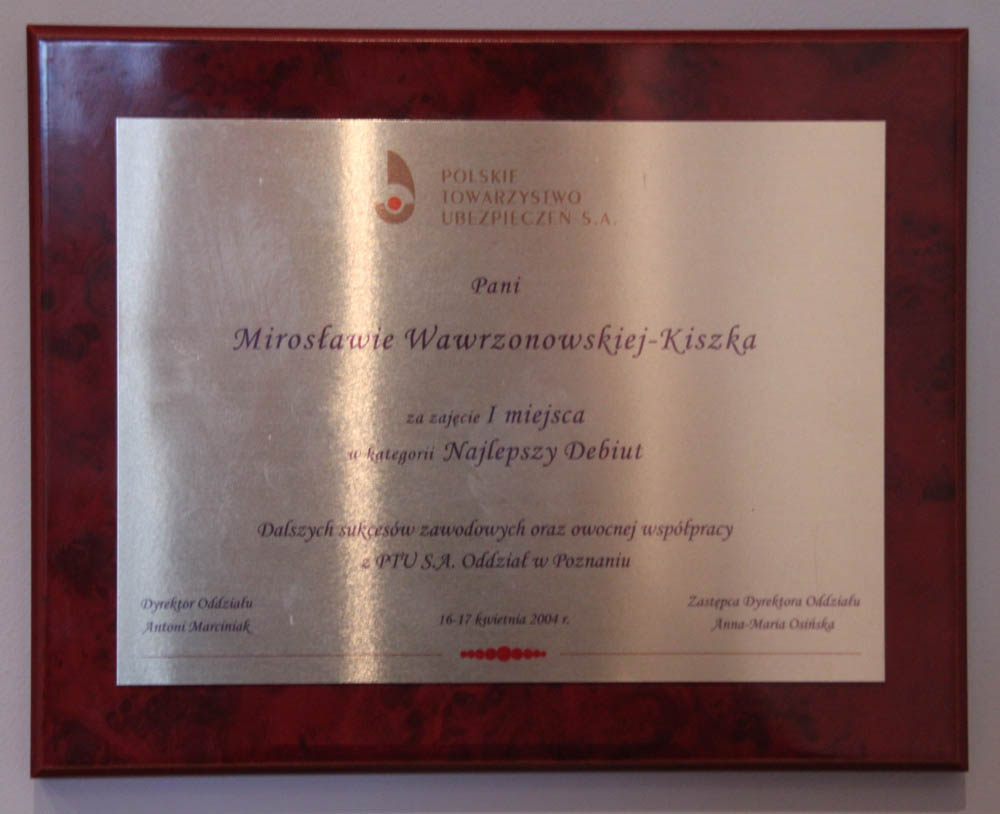 POLSKIE
TOWARZYSTWO
UBEZPIECZEŃ S.A.
Pani
Mirosławie Wawrzonowskiej-Kiszka
za zajęcie I miejsca
w kategorii Najlepszy Debiut
Dalszych sukcesów zawodowych oraz owocnej współpracy
z PTU S.A. Oddział w Poznaniu
Dyrektor Oddziału
Antoni Marciniak
16-17 kwietnia 2004 r.
Zastępca Dyrektora Oddziału
Anna-Maria Osińska